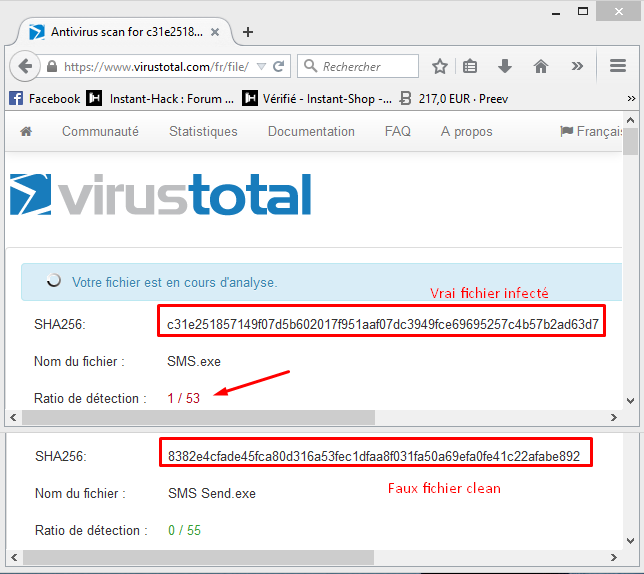 Antivirus scan for c31e2518...
https://www.virustotal.com/fr/file/
Rechercher
Facebook
Instant-Hack : Forum ...
Vérifié - Instant-Shop -...
217,0 EUR · Preev
»
Communauté
Statistiques
Documentation
FAQ
A propos
Françai
virustotal
Votre fichier est en cours d'analyse.
Vrai fichier infecté
SHA256: c31e251857149f07d5b602017f951aaf07dc3949fce69695257c4b57b2ad63d7
Nom du fichier : SMS.exe
Ratio de détection : 1 / 53
SHA256: 8382e4cfade45fca80d316a53fec1dfaa8f031fa50a69efa0fe41c22afabe892
Faux fichier clean
Nom du fichier : SMS Send.exe
Ratio de détection : 0 / 55